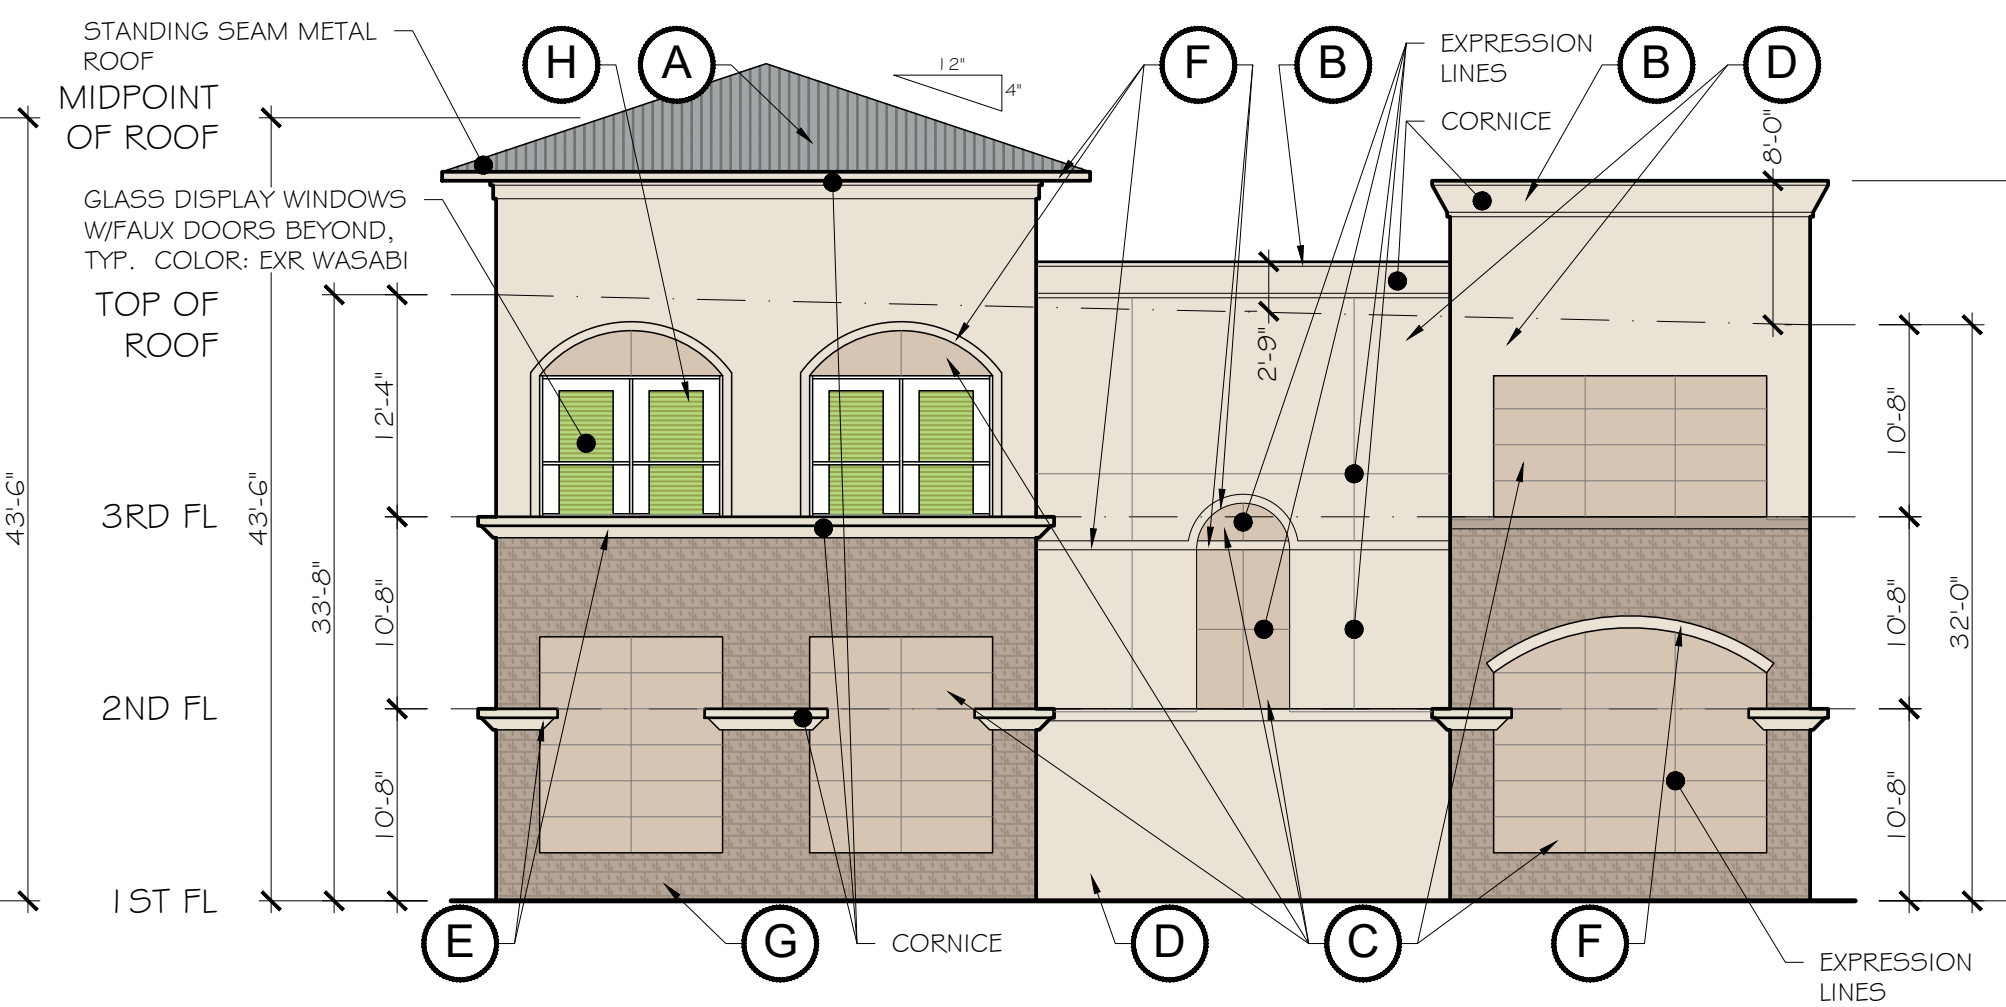 STANDING SEAM METAL
ROOF
H
A
12"
4"
F
B
EXPRESSION
LINES
B
D
CORNICE
MIDPOINT
OF ROOF
8'-0"
GLASS DISPLAY WINDOWS
W/FAUX DOORS BEYOND,
TYP. COLOR: EXR WASABI
TOP OF
ROOF
2'-9"
12'-4"
10'-8"
43'-6"
43'-6"
3RD FL
33'-8"
10'-8"
10'-8"
32'-0"
2ND FL
10'-8"
10'-8"
1ST FL
E
G
CORNICE
D
C
F
EXPRESSION
LINES